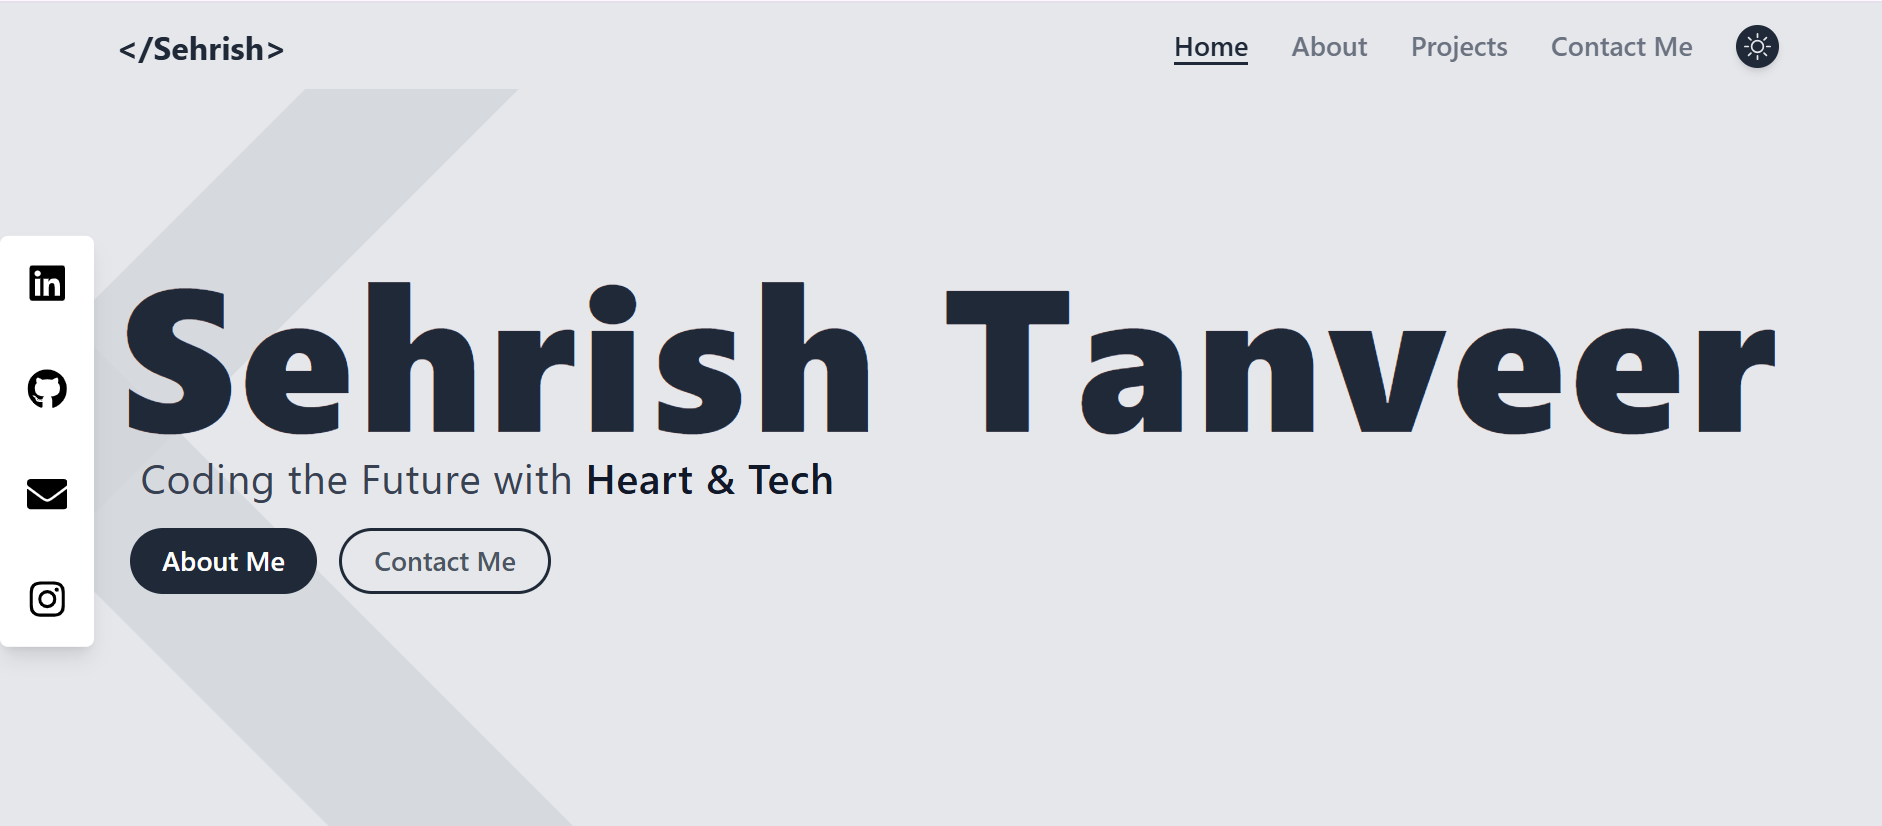 </Sehrish>
Home About Projects Contact Me
Sehrish Tanveer
Coding the Future with Heart & Tech
About Me Contact Me